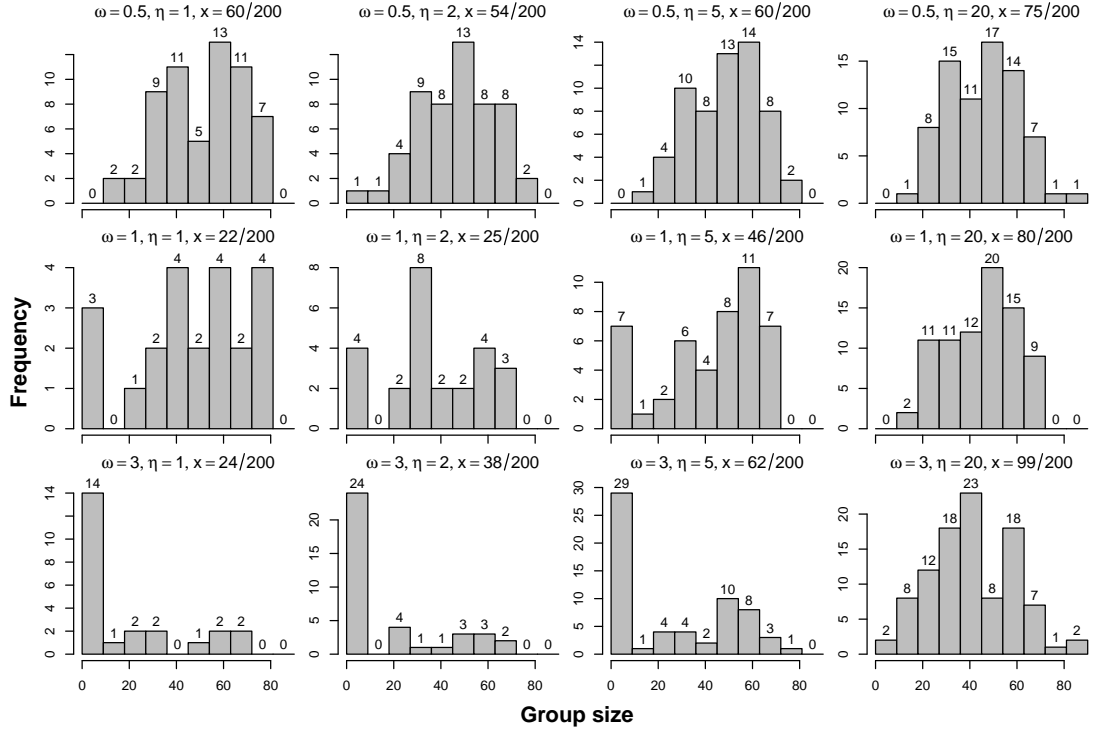 ω = 0.5, η = 1, x = 60/200
0 2 2 9 11 5 13 11 7 0
0 2 4 6 8 10
ω = 0.5, η = 2, x = 54/200
1 1 4 9 8 13 8 8 2 0
0 2 4 6 8 10
ω = 0.5, η = 5, x = 60/200
0 1 4 10 8 13 14 8 2 0
0 2 4 6 8 10 14
ω = 0.5, η = 20, x = 75/200
0 1 8 15 11 17 14 7 1 1
0 5 10 15
Frequency
ω = 1, η = 1, x = 22/200
3 0 1 2 4 2 4 2 4 0
0 1 2 3 4
ω = 1, η = 2, x = 25/200
4 0 2 8 2 2 4 3 0 0
0 2 4 6 8
ω = 1, η = 5, x = 46/200
7 1 2 6 4 8 11 7 0 0
0 2 4 6 8 10
ω = 1, η = 20, x = 80/200
0 2 11 11 12 20 15 9 0 0
0 5 10 15 20
ω = 3, η = 1, x = 24/200
14 1 2 2 0 1 2 2 0 0
0 2 4 6 8 10 14
0 20 40 60 80
ω = 3, η = 2, x = 38/200
24 0 4 1 1 3 3 2 0 0
0 5 10 15 20
0 20 40 60 80
ω = 3, η = 5, x = 62/200
29 1 4 4 2 10 8 3 1 0
0 5 10 15 20 25 30
0 20 40 60 80
ω = 3, η = 20, x = 99/200
2 8 12 18 23 8 18 7 1 2
0 5 10 15 20
0 20 40 60 80
Group size